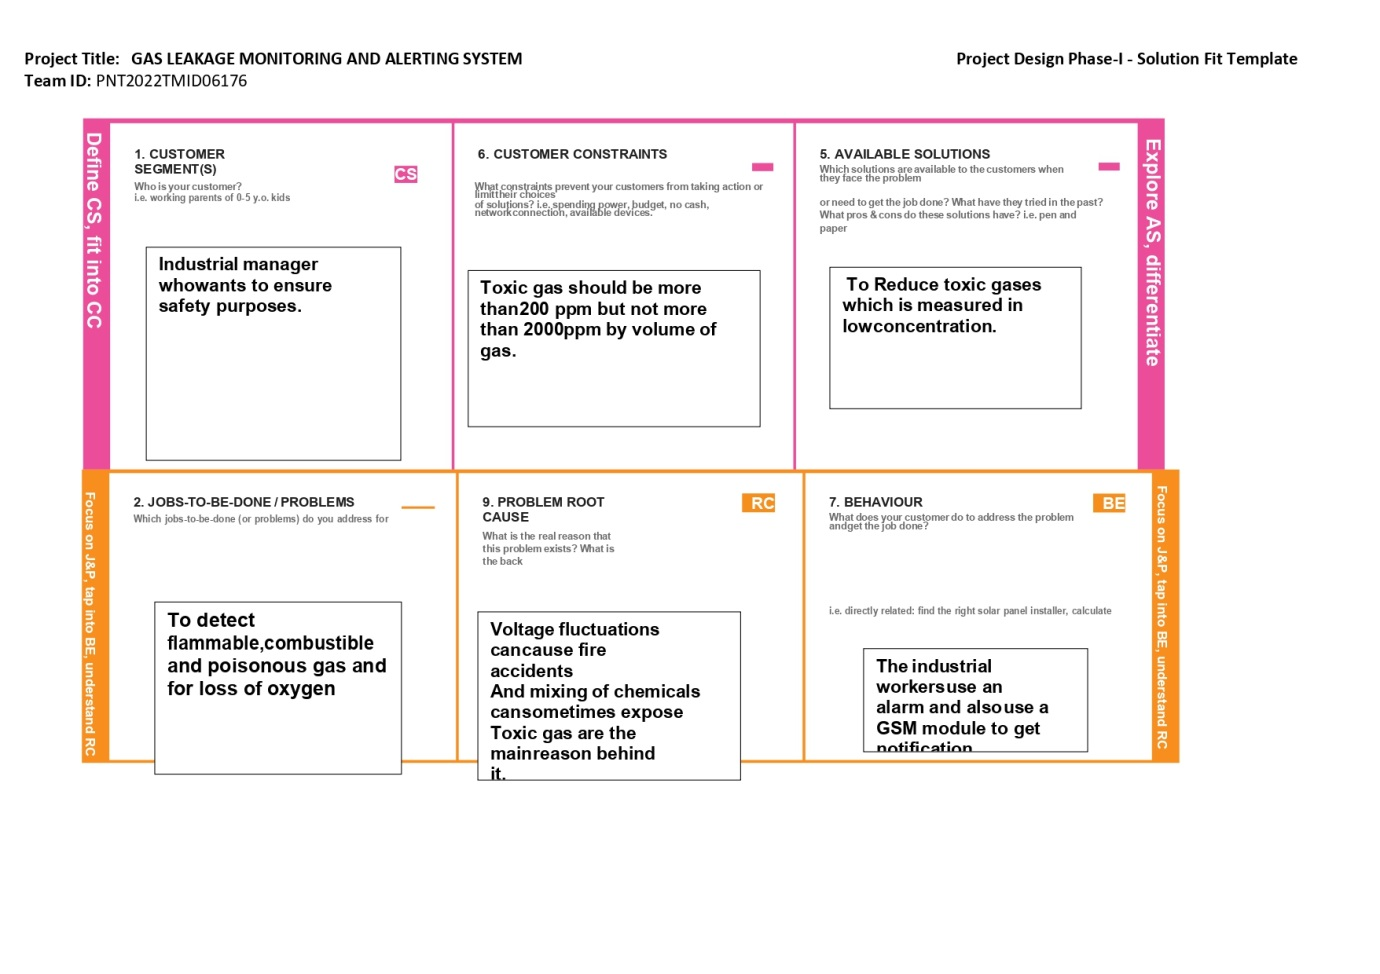 Project Title: GAS LEAKAGE MONITORING AND ALERTING SYSTEM
Project Design Phase-I - Solution Fit Template
Team ID: PNT2022TMID06176
Define CS, fit into CC
1. CUSTOMER
SEGMENT(S)
CS
Who is your customer?
i.e. working parents of 0-5 y.o. kids
Industrial manager
whowants to ensure
safety purposes.
6. CUSTOMER CONSTRAINTS
What constraints prevent your customers from taking action or
limittheir choices
of solutions? i.e. spending power, budget, no cash,
networkconnection, available devices.
Toxic gas should be more
than200 ppm but not more
than 2000ppm by volume of
gas.
5. AVAILABLE SOLUTIONS
Which solutions are available to the customers when
they face the problem
or need to get the job done? What have they tried in the past?
What pros & cons do these solutions have? i.e. pen and
paper
To Reduce toxic gases
which is measured in
lowconcentration.
Explore AS, differentiate
Focus on J&P, tap into BE, understand RC
2. JOBS-TO-BE-DONE / PROBLEMS
Which jobs-to-be-done (or problems) do you address for
To detect
flammable,combustible
and poisonous gas and
for loss of oxygen
9. PROBLEM ROOT
CAUSE
RC
What is the real reason that
this problem exists? What is
the back
Voltage fluctuations
cancause fire
accidents
And mixing of chemicals
cansometimes expose
Toxic gas are the
mainreason behind
it.
7. BEHAVIOUR
BE
What does your customer do to address the problem
andget the job done?
i.e. directly related: find the right solar panel installer, calculate
The industrial
workersuse an
alarm and alsouse a
GSM module to get
notification
Focus on J&P, tap into BE, understand RC